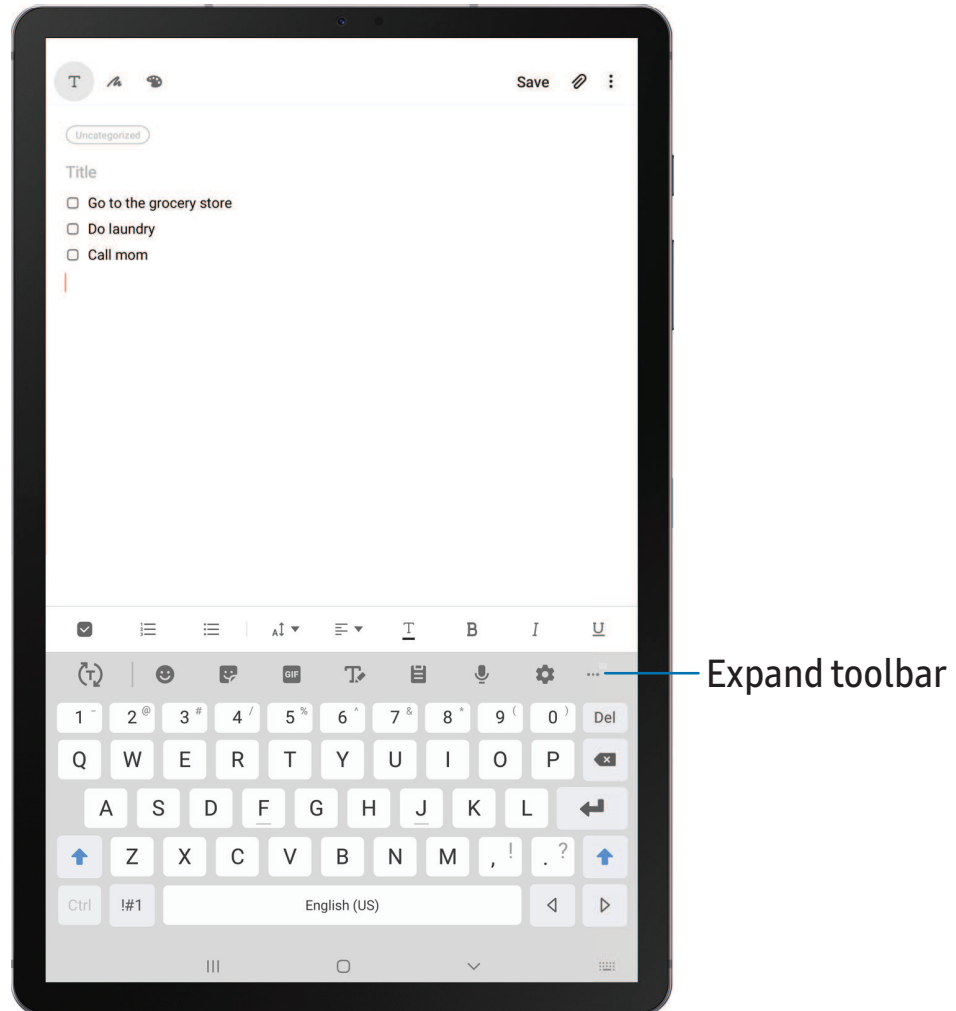 T Save
Uncategorized
Title
Go to the grocery store
Do laundry
Call mom
A T B I U
T GIF T Expand toolbar
1 - 2 @ 3 # 4 / 5 % 6 ^ 7 & 8 * 9 ( 0 ) Del
Q W E R T Y U I O P
A S D F G H J K L
Z X C V B N M , ! . ?
Ctrl !#1 English (US)